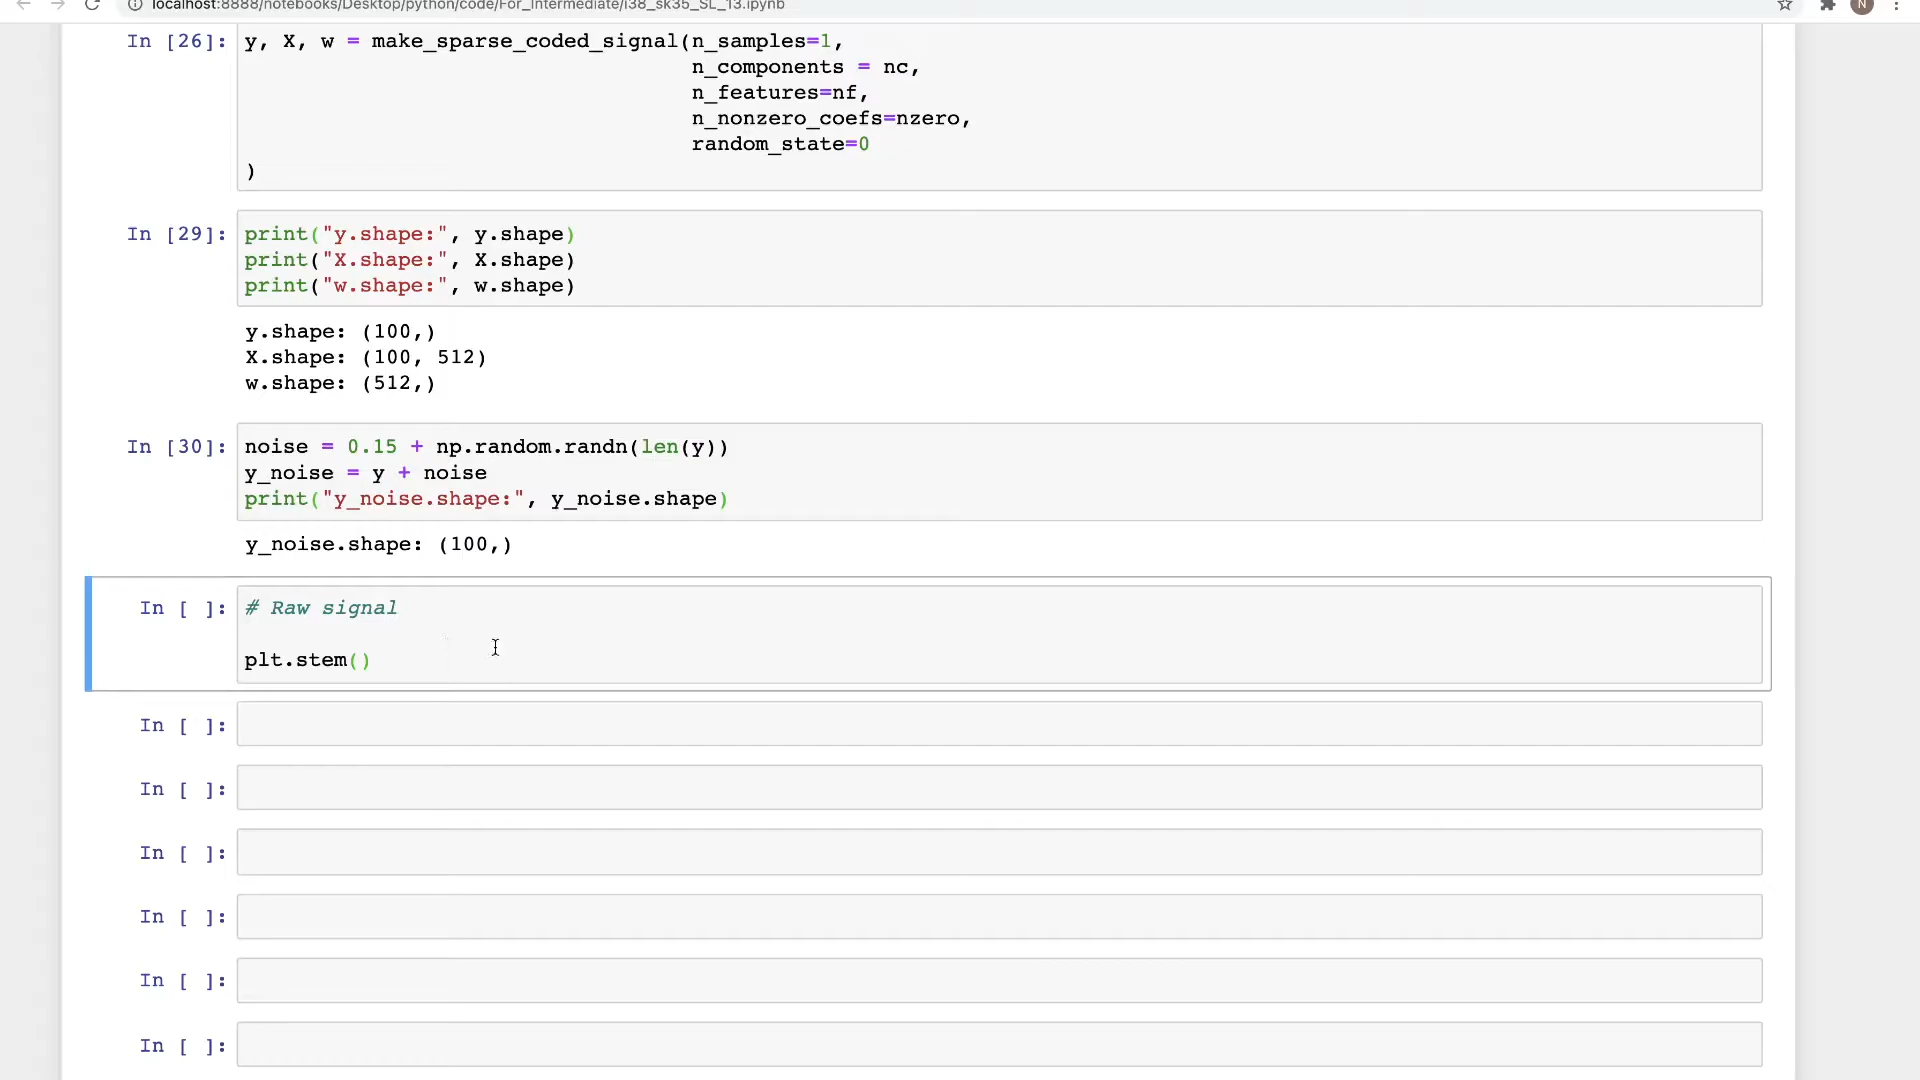 localhost:8888/notebooks/Desktop/python/code/For_Intermediate/i38_sk35_SL_13.ipynb
N
In [26]: y, X, w = make_sparse_coded_signal(n_samples=1,
n_components = nc,
n_features=nf,
n_nonzero_coefs=nzero,
random_state=0
)
In [29]: print("y.shape:", y.shape)
print("X.shape:", X.shape)
print("w.shape:", w.shape)
y.shape: (100,)
X.shape: (100, 512)
w.shape: (512,)
In [30]: noise = 0.15 + np.random.randn(len(y))
y_noise = y + noise
print("y_noise.shape:", y_noise.shape)
y_noise.shape: (100,)
In [ ]: # Raw signal
plt.stem()
In [ ]:
In [ ]:
In [ ]:
In [ ]:
In [ ]:
In [ ]: